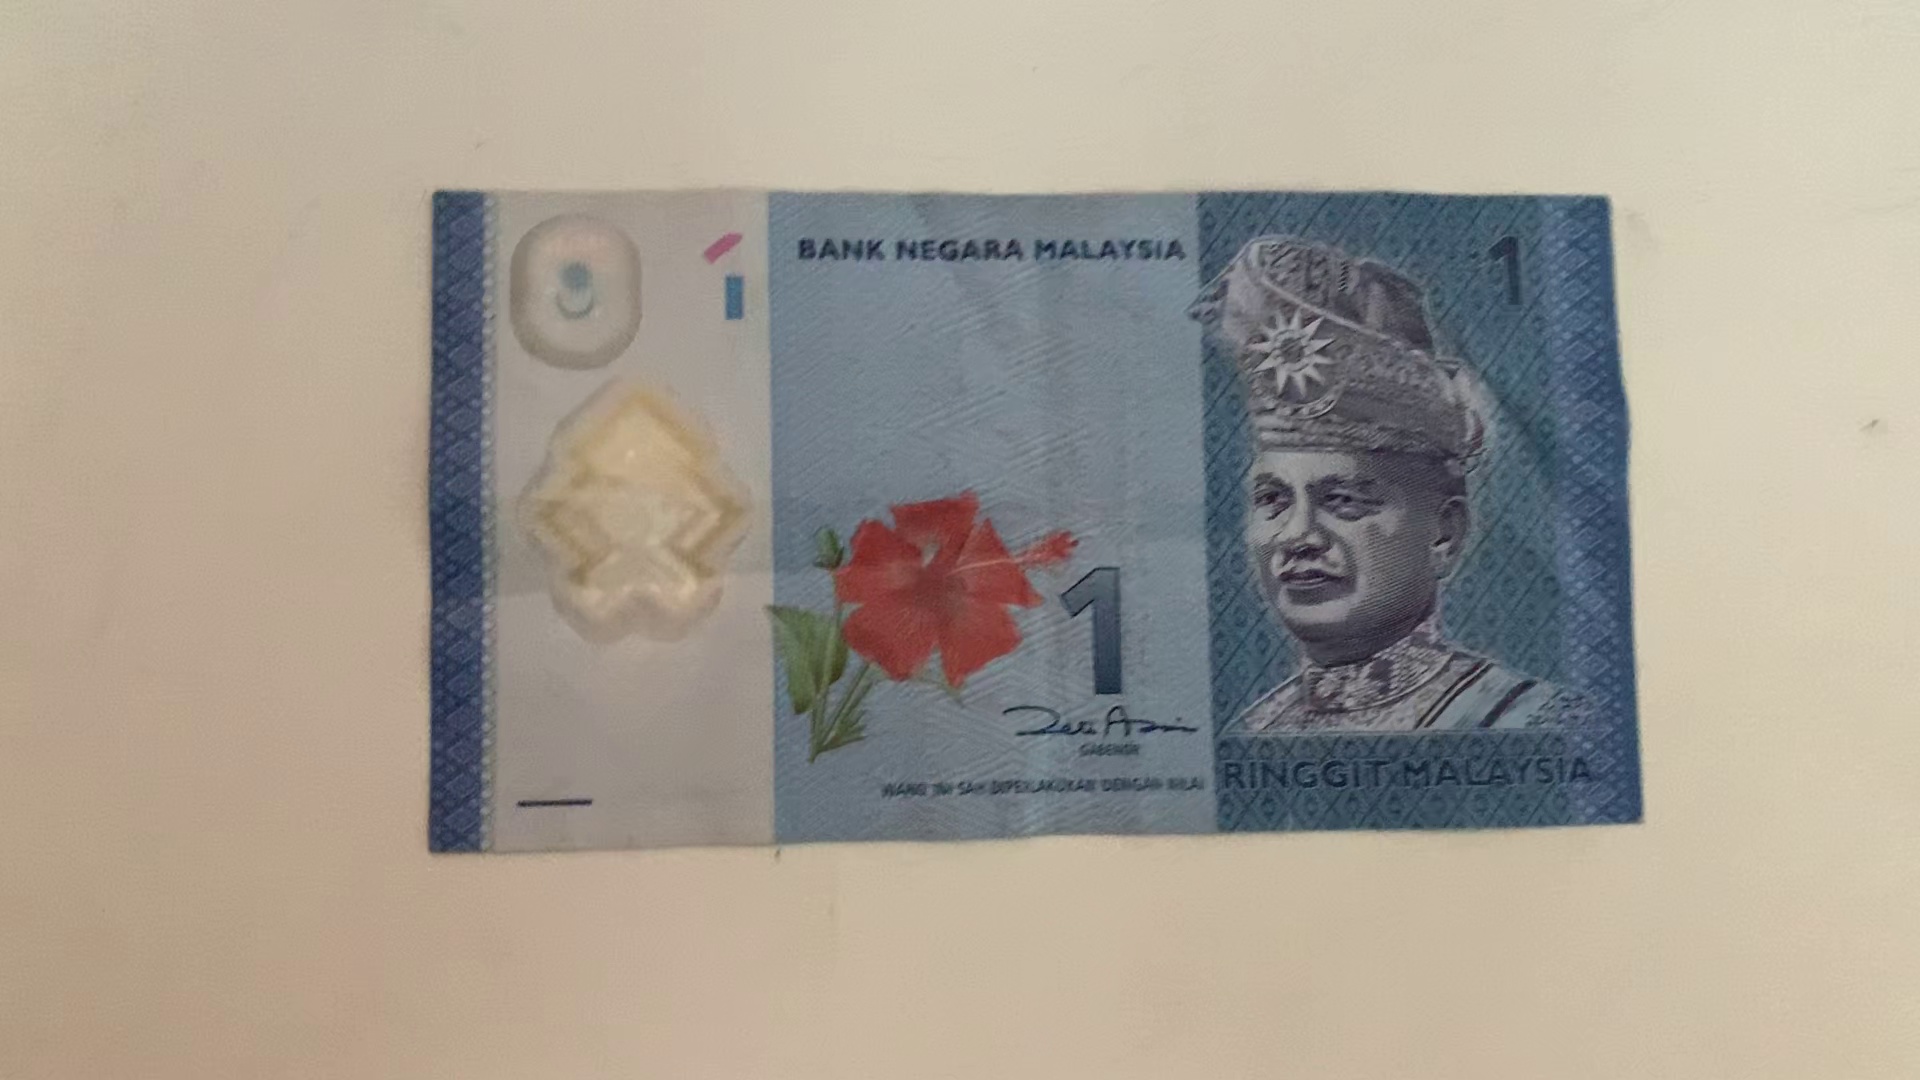 BANK NEGARA MALAYSIA
1
1
GABENOR
WANG INI SAH DIPERLAKUKAN DENGAN NILAI
RINGGIT MALAYSIA